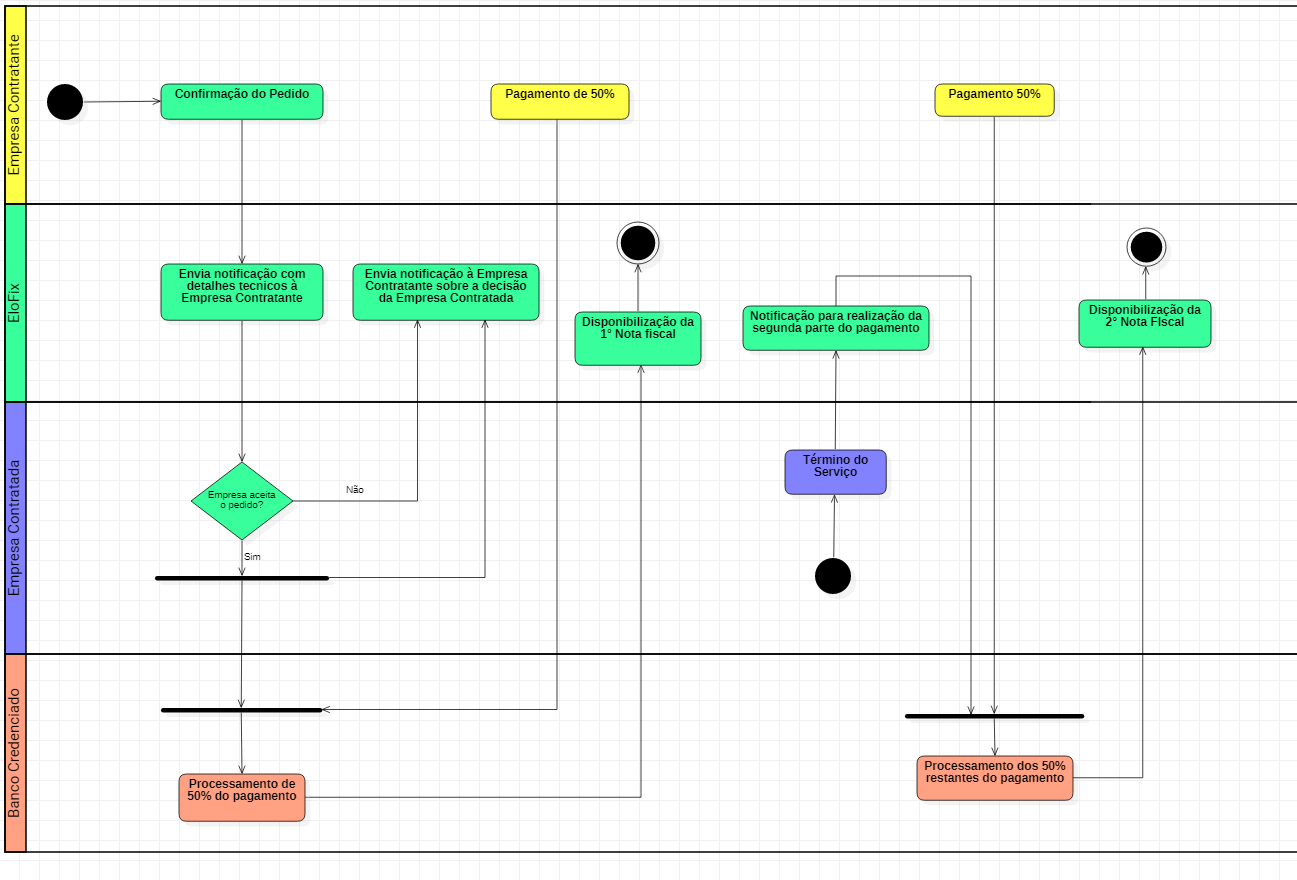 Empresa Contratante
Confirmação do Pedido
Pagamento de 50%
Pagamento 50%
EloFix
Envia notificação com
detalhes tecnicos à
Empresa Contratante
Envia notificação à Empresa
Contratante sobre a decisão
da Empresa Contratada
Disponibilização da
1° Nota fiscal
Notificação para realização da
segunda parte do pagamento
Disponibilização da
2° Nota FIscal
Empresa Contratada
Empresa aceita
o pedido?
Não
Sim
Término do
Serviço
Banco Credenciado
Processamento de
50% do pagamento
Processamento dos 50%
restantes do pagamento